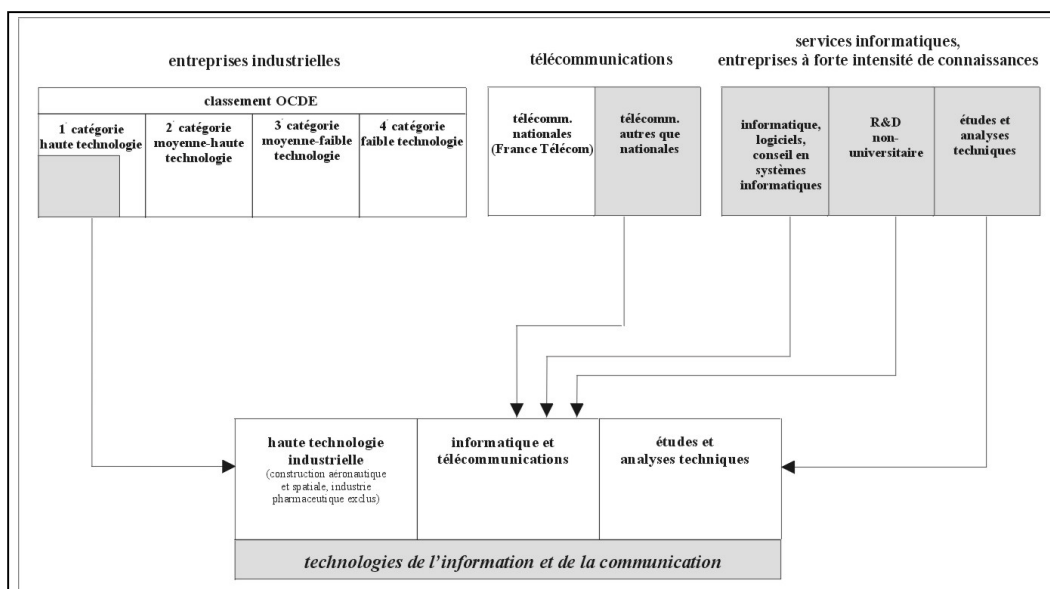 entreprises industrielles
télécommunications
services informatiques,
entreprises à forte intensité de connaissances
classement OCDE
1' catégorie
haute technologie
2' catégorie
moyenne-haute
technologie
3' catégorie
moyenne-faible
technologie
4' catégorie
faible technologie
télécomm.
nationales
(France Télécom)
télécomm.
autres que
nationales
informatique,
logiciels,
conseil en
systèmes
informatiques
R&D
non-
universitaire
études et
analyses
techniques
haute technologie
industrielle
(construction aéronautique
et spatiale, industrie
pharmaceutique exclus)
informatique et
télécommunications
études et
analyses techniques
technologies de l'information et de la communication